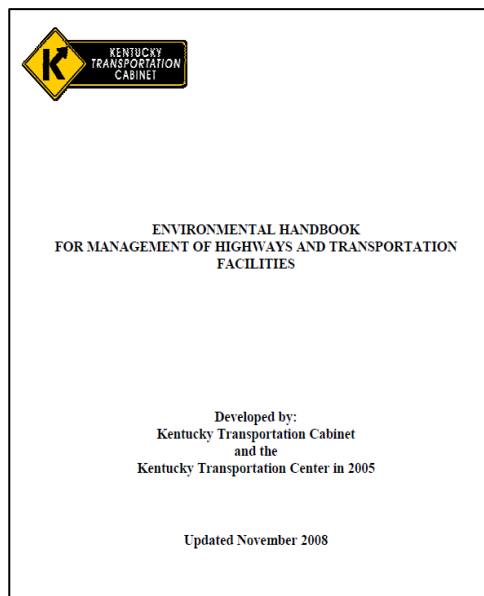 KENTUCKY
TRANSPORTATION
CABINET
ENVIRONMENTAL HANDBOOK
FOR MANAGEMENT OF HIGHWAYS AND TRANSPORTATION
FACILITIES
Developed by:
Kentucky Transportation Cabinet
and the
Kentucky Transportation Center in 2005
Updated November 2008